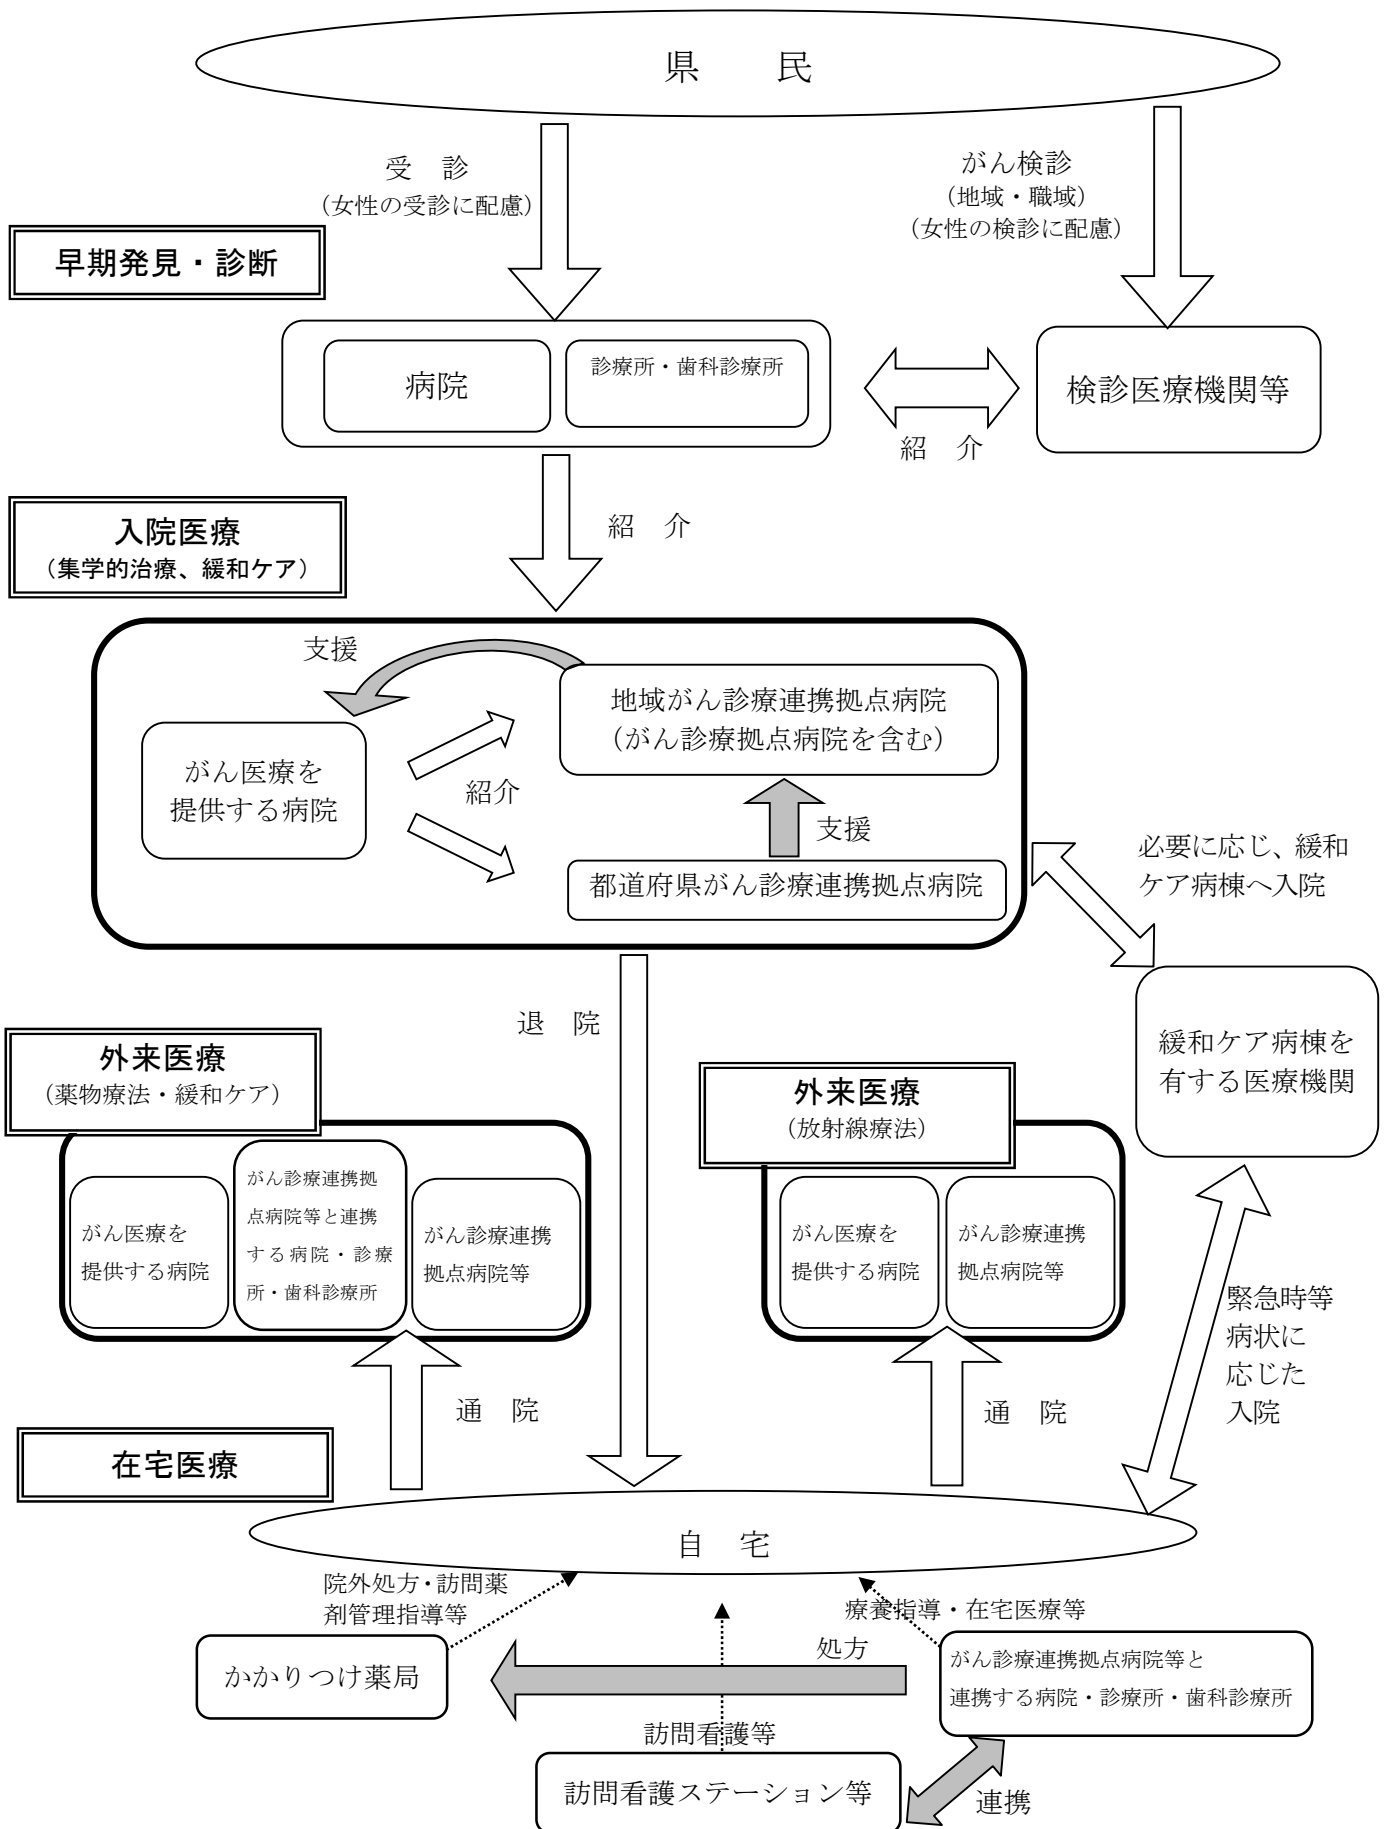 県　民
受　診
(女性の受診に配慮)
がん検診
(地域・職域)
(女性の検診に配慮)
早期発見・診断
病院
診療所・歯科診療所
紹　介
検診医療機関等
入院医療
(集学的治療、緩和ケア)
紹　介
支援
地域がん診療連携拠点病院
(がん診療拠点病院を含む)
がん医療を
提供する病院
紹介
支援
都道府県がん診療連携拠点病院
必要に応じ、緩和
ケア病棟へ入院
退　院
緩和ケア病棟を
有する医療機関
外来医療
(薬物療法・緩和ケア)
がん医療を
提供する病院
がん診療連携拠
点病院等と連携
する病院・診療
所・歯科診療所
がん診療連携
拠点病院等
外来医療
(放射線療法)
がん医療を
提供する病院
がん診療連携
拠点病院等
緊急時等
病状に
応じた
入院
通　院
通　院
在宅医療
自　宅
院外処方・訪問薬
剤管理指導等
療養指導・在宅医療等
かかりつけ薬局
処方
がん診療連携拠点病院等と
連携する病院・診療所・歯科診療所
訪問看護等
訪問看護ステーション等
連携